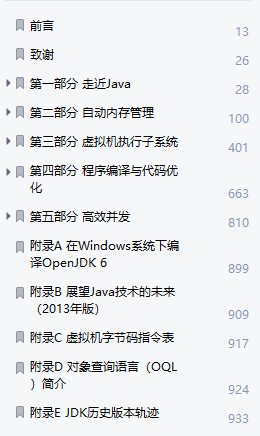 前言
13
致谢
26
第一部分 走近Java
28
第二部分 自动内存管理
100
第三部分 虚拟机执行子系统
401
第四部分 程序编译与代码优
化
663
第五部分 高效并发
810
附录A 在Windows系统下编
译OpenJDK 6
899
附录B 展望Java技术的未来
（2013年版）
909
附录C 虚拟机字节码指令表
917
附录D 对象查询语言（OQL
）简介
924
附录E JDK历史版本轨迹
933